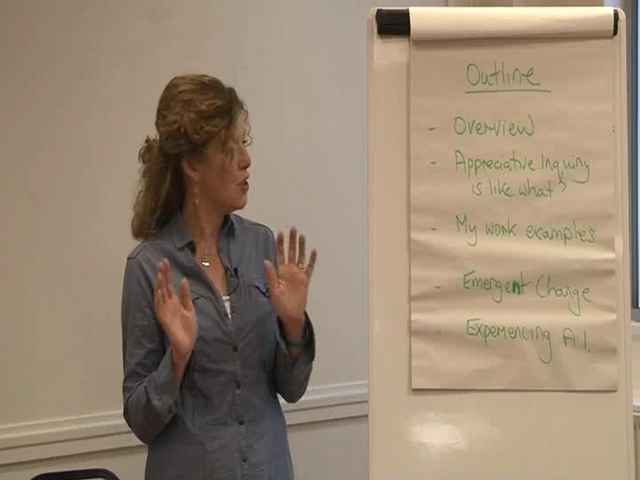 Outline
- Overview
- Appreciative Inquiry
is like what?
- My work examples
- Emergent Change
- Experiencing A.I.